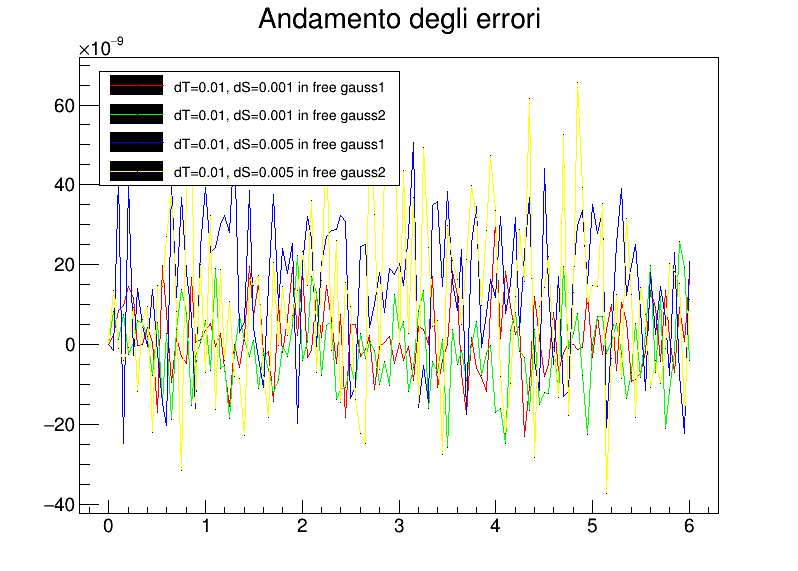 Andamento degli errori
×10⁻⁹
dT=0.01, dS=0.001 in free gauss1
dT=0.01, dS=0.001 in free gauss2
dT=0.01, dS=0.005 in free gauss1
dT=0.01, dS=0.005 in free gauss2
60
40
20
0
−20
−40
0 1 2 3 4 5 6